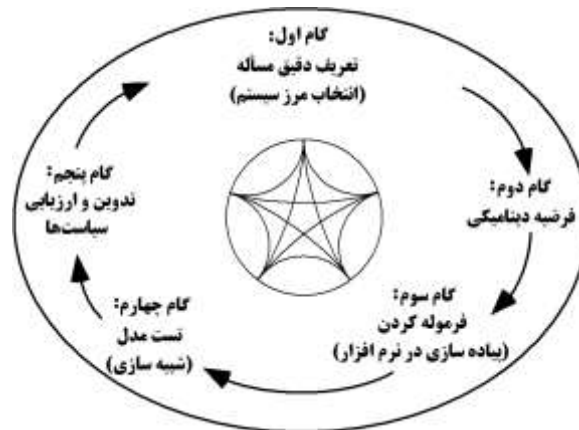 گام اول:
تعریف دقیق مسأله
(انتخاب مرز سیستم)
گام دوم:
فرضیه دینامیکی
گام سوم:
فرموله کردن
(پیاده سازی در نرم افزار)
گام چهارم:
تست مدل
(شبیه سازی)
گام پنجم:
تدوین و ارزیابی
سیاست‌ها